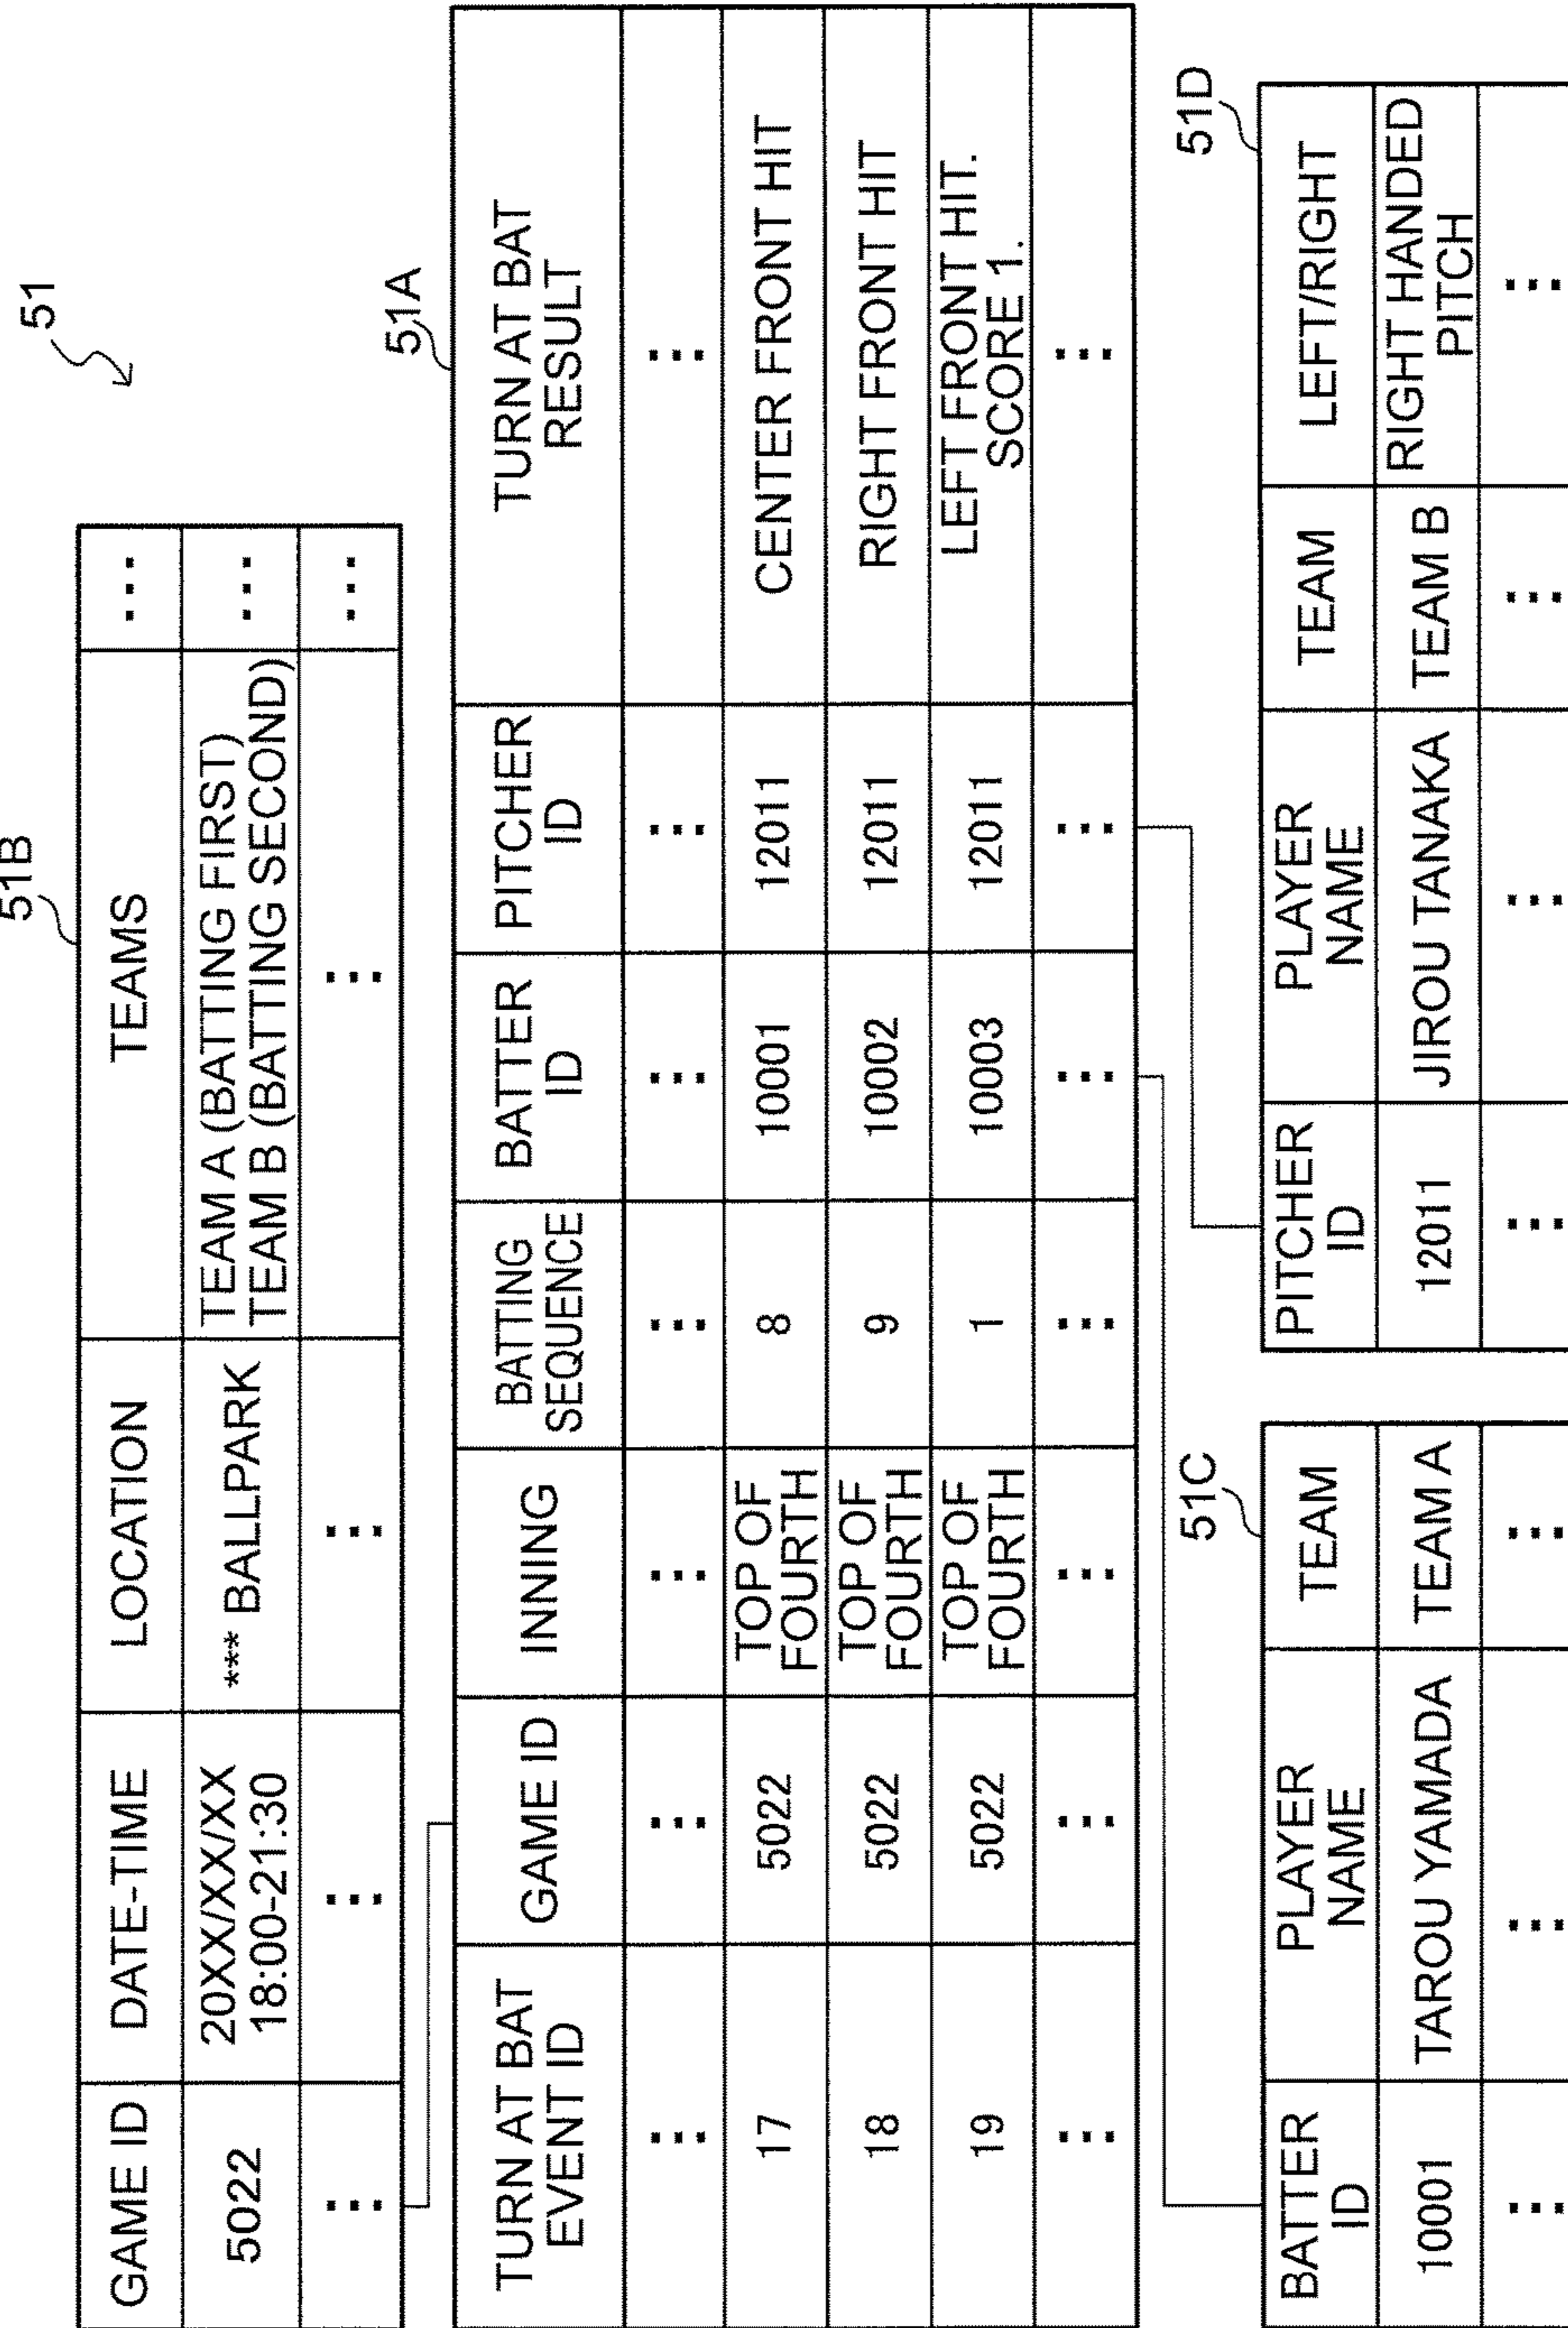 51
51B
GAME ID DATE-TIME LOCATION TEAMS ...
5022 20XX/XX/XX 18:00-21:30 *** BALLPARK TEAM A (BATTING FIRST) TEAM B (BATTING SECOND) ...
... ... ... ... ...
51A
TURN AT BAT EVENT ID GAME ID INNING BATTING SEQUENCE BATTER ID PITCHER ID TURN AT BAT RESULT
... ... ... ... ... ... ...
17 5022 TOP OF FOURTH 8 10001 12011 CENTER FRONT HIT
18 5022 TOP OF FOURTH 9 10002 12011 RIGHT FRONT HIT
19 5022 TOP OF FOURTH 1 10003 12011 LEFT FRONT HIT. SCORE 1.
... ... ... ... ... ... ...
51C
BATTER ID PLAYER NAME TEAM
10001 TAROU YAMADA TEAM A
... ... ...
51D
PITCHER ID PLAYER NAME TEAM LEFT/RIGHT
12011 JIROU TANAKA TEAM B RIGHT HANDED PITCH
... ... ... ...